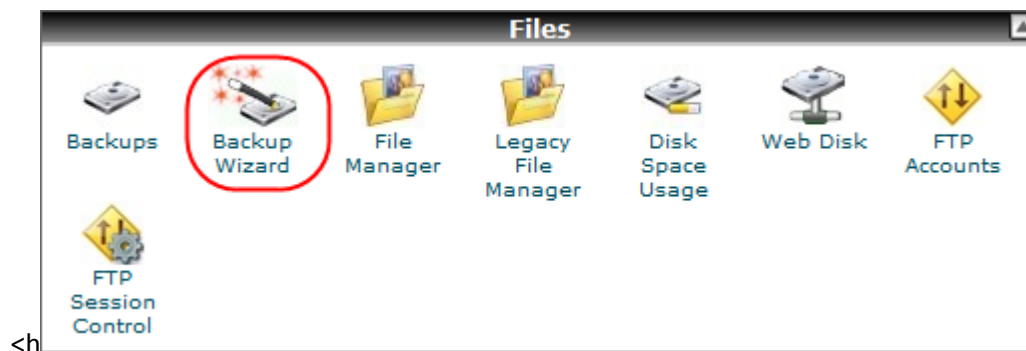 Files
Backups
Backup
Wizard
File
Manager
Legacy
File
Manager
Disk
Space
Usage
Web Disk
FTP
Accounts
FTP
Session
Control
<h